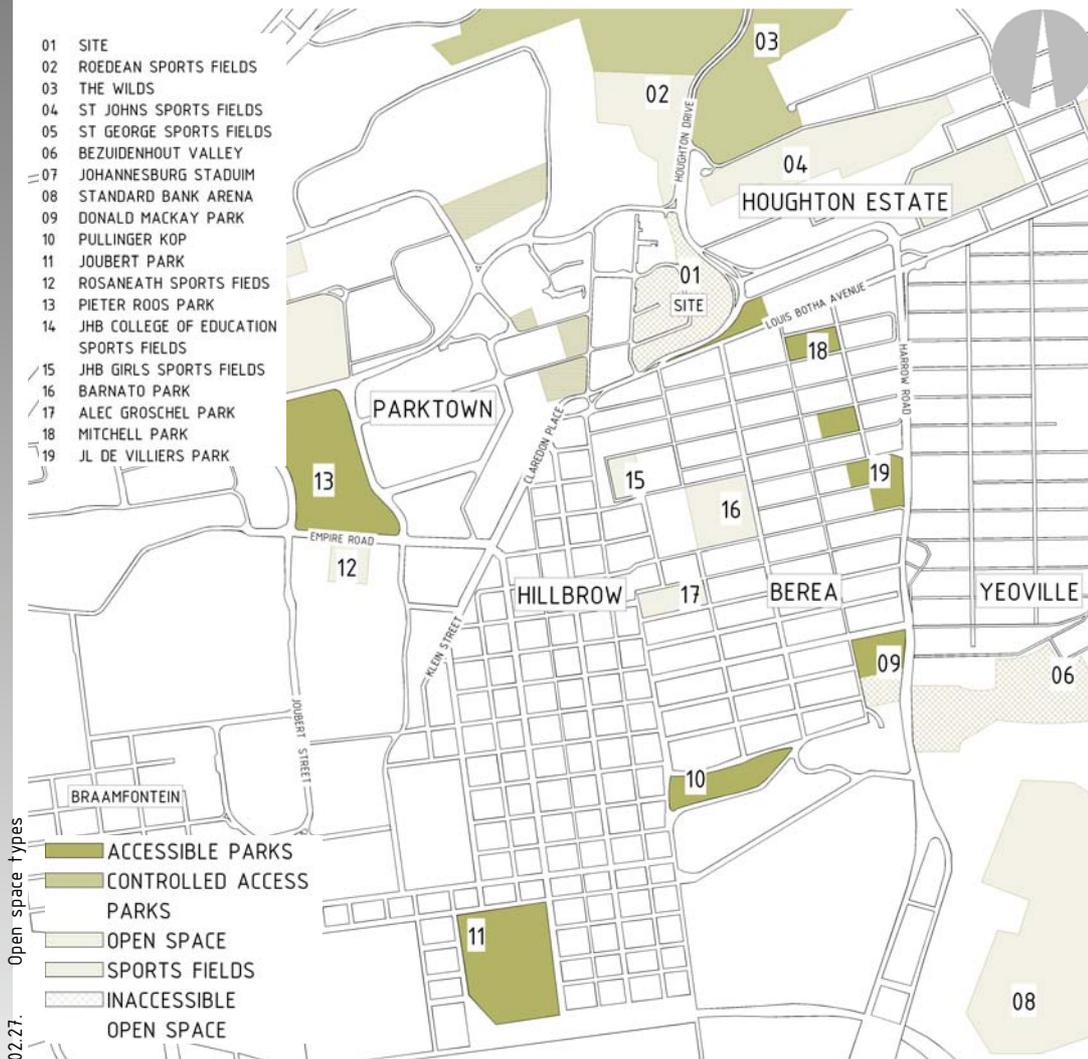 01 SITE
02 ROEDEAN SPORTS FIELDS
03 THE WILDS
04 ST JOHNS SPORTS FIELDS
05 ST GEORGE SPORTS FIELDS
06 BEZUIDENHOUT VALLEY
07 JOHANNESBURG STADUIM
08 STANDARD BANK ARENA
09 DONALD MACKAY PARK
10 PULLINGER KOP
11 JOUBERT PARK
12 ROSANEATH SPORTS FIEDS
13 PIETER ROOS PARK
14 JHB COLLEGE OF EDUCATION
SPORTS FIELDS
15 JHB GIRLS SPORTS FIELDS
16 BARNATO PARK
17 ALEC GROSCHEL PARK
18 MITCHELL PARK
19 JL DE VILLIERS PARK
03
02
HOUGHTON DRIVE
04
HOUGHTON ESTATE
01
SITE
LOUIS BOTHA AVENUE
18
HARROW ROAD
PARKTOWN
CLAREDON PLACE
13
15
19
16
EMPIRE ROAD
12
HILLBROW
17
BEREA
YEOVILLE
KLEIN STREET
09
06
JOUBERT STREET
10
BRAAMFONTEIN
11
08
ACCESSIBLE PARKS
CONTROLLED ACCESS
PARKS
OPEN SPACE
SPORTS FIELDS
INACCESSIBLE
OPEN SPACE
02.27. Open space types